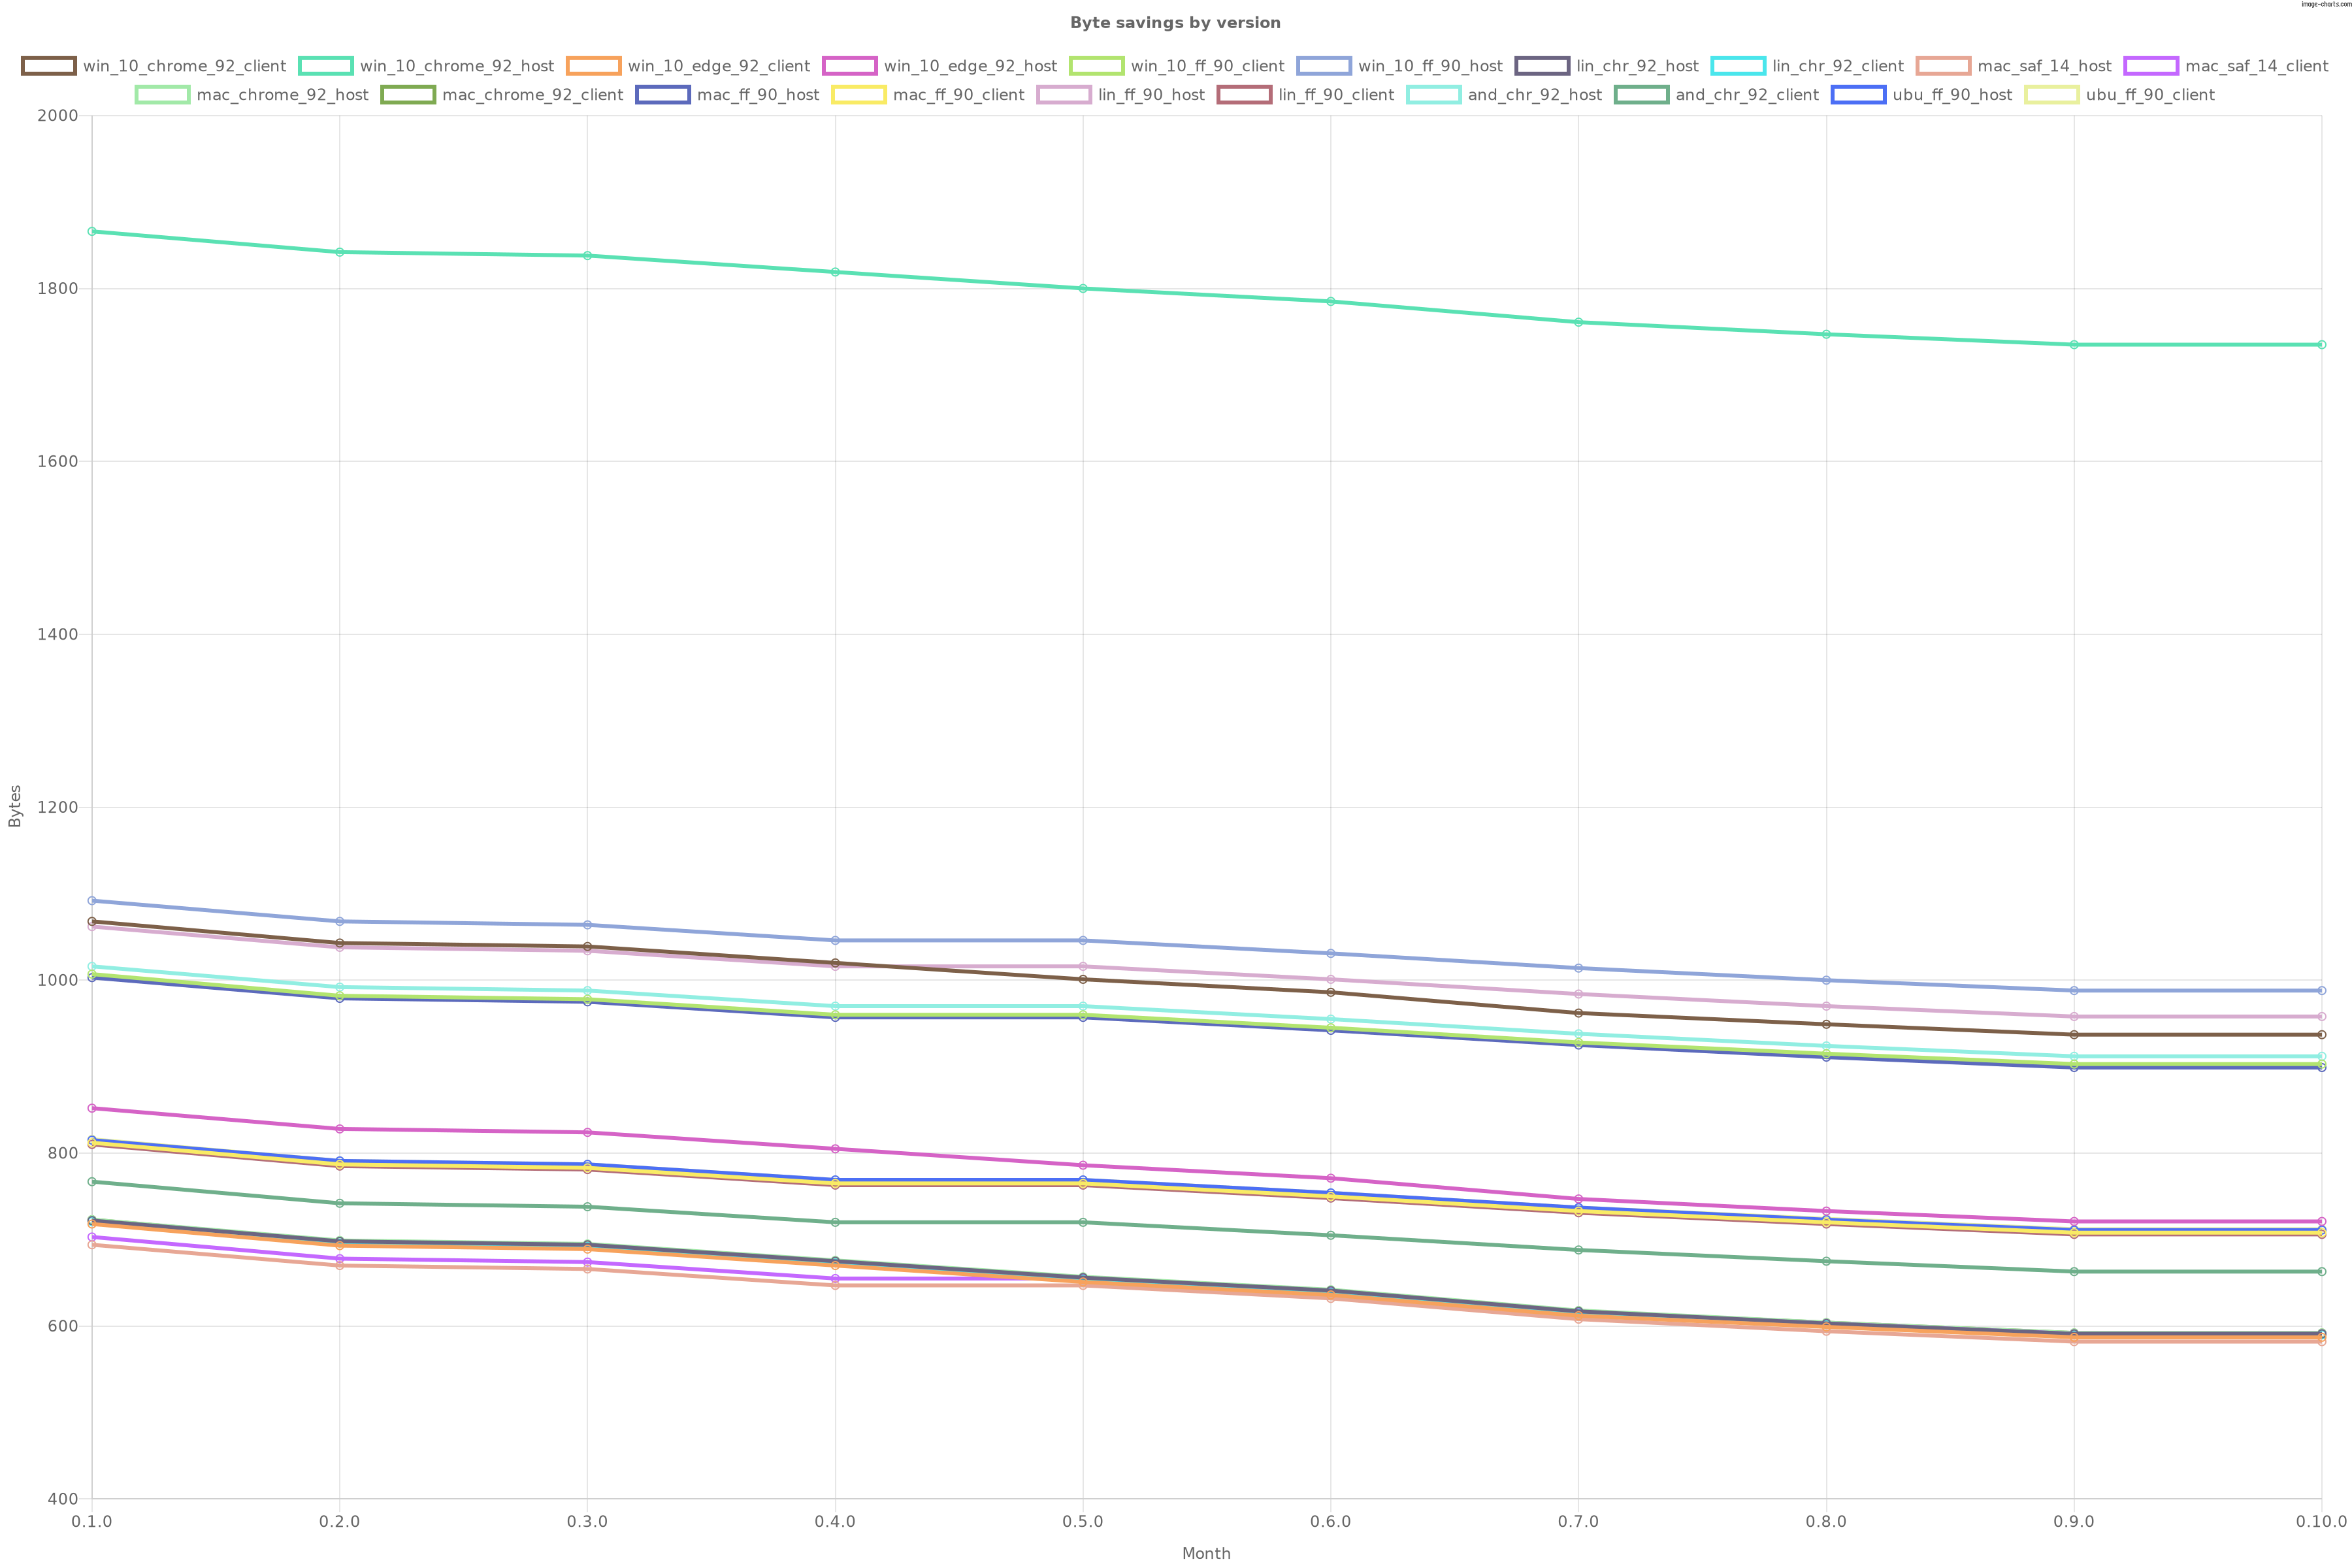 image-charts.com
Byte savings by version
win_10_chrome_92_client win_10_chrome_92_host win_10_edge_92_client win_10_edge_92_host win_10_ff_90_client win_10_ff_90_host lin_chr_92_host lin_chr_92_client mac_saf_14_host mac_saf_14_client
mac_chrome_92_host mac_chrome_92_client mac_ff_90_host mac_ff_90_client lin_ff_90_host lin_ff_90_client and_chr_92_host and_chr_92_client ubu_ff_90_host ubu_ff_90_client
2000
1800
1600
1400
1200
1000
800
600
400
Bytes
0.1.0 0.2.0 0.3.0 0.4.0 0.5.0 0.6.0 0.7.0 0.8.0 0.9.0 0.10.0
Month